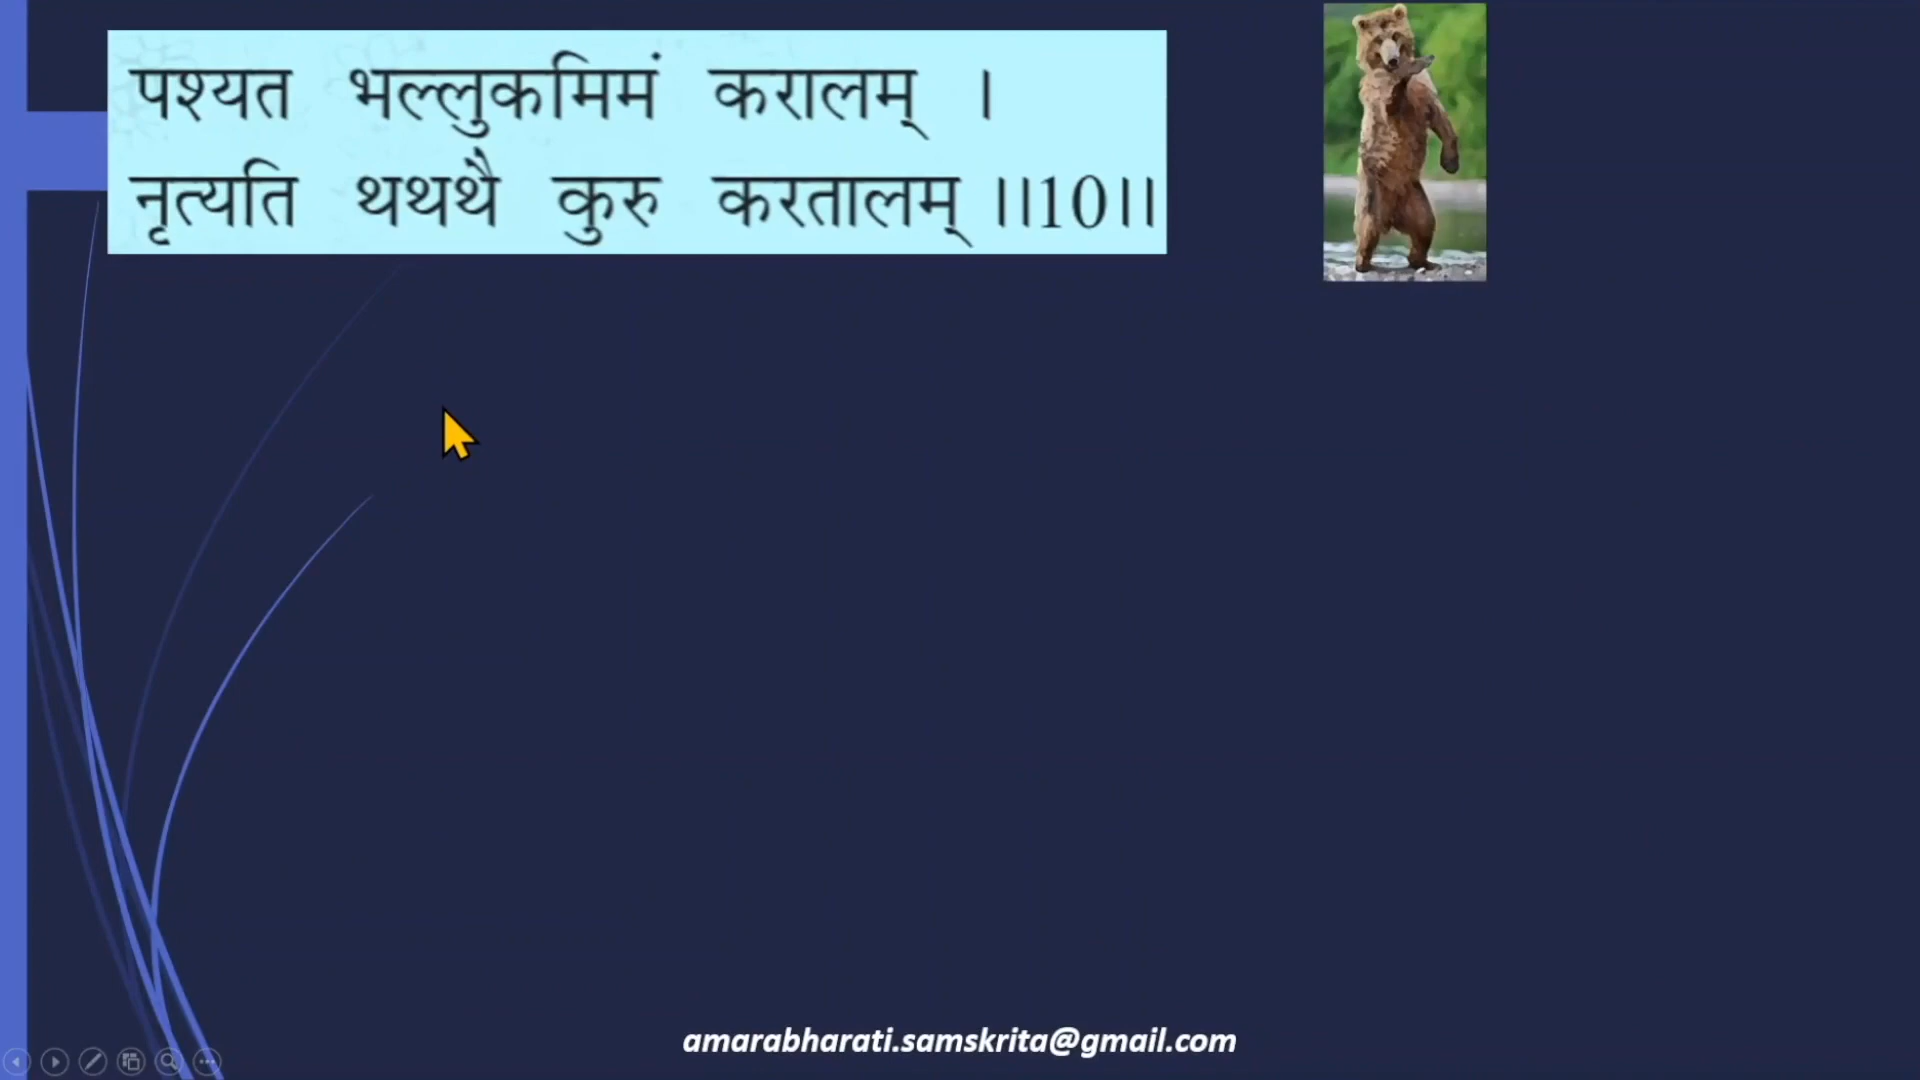 पश्यत भल्लुकमिमं करालम् ।
नृत्यति थथथै कुरु करतालम् ।।10।।
amarabharati.samskrita@gmail.com